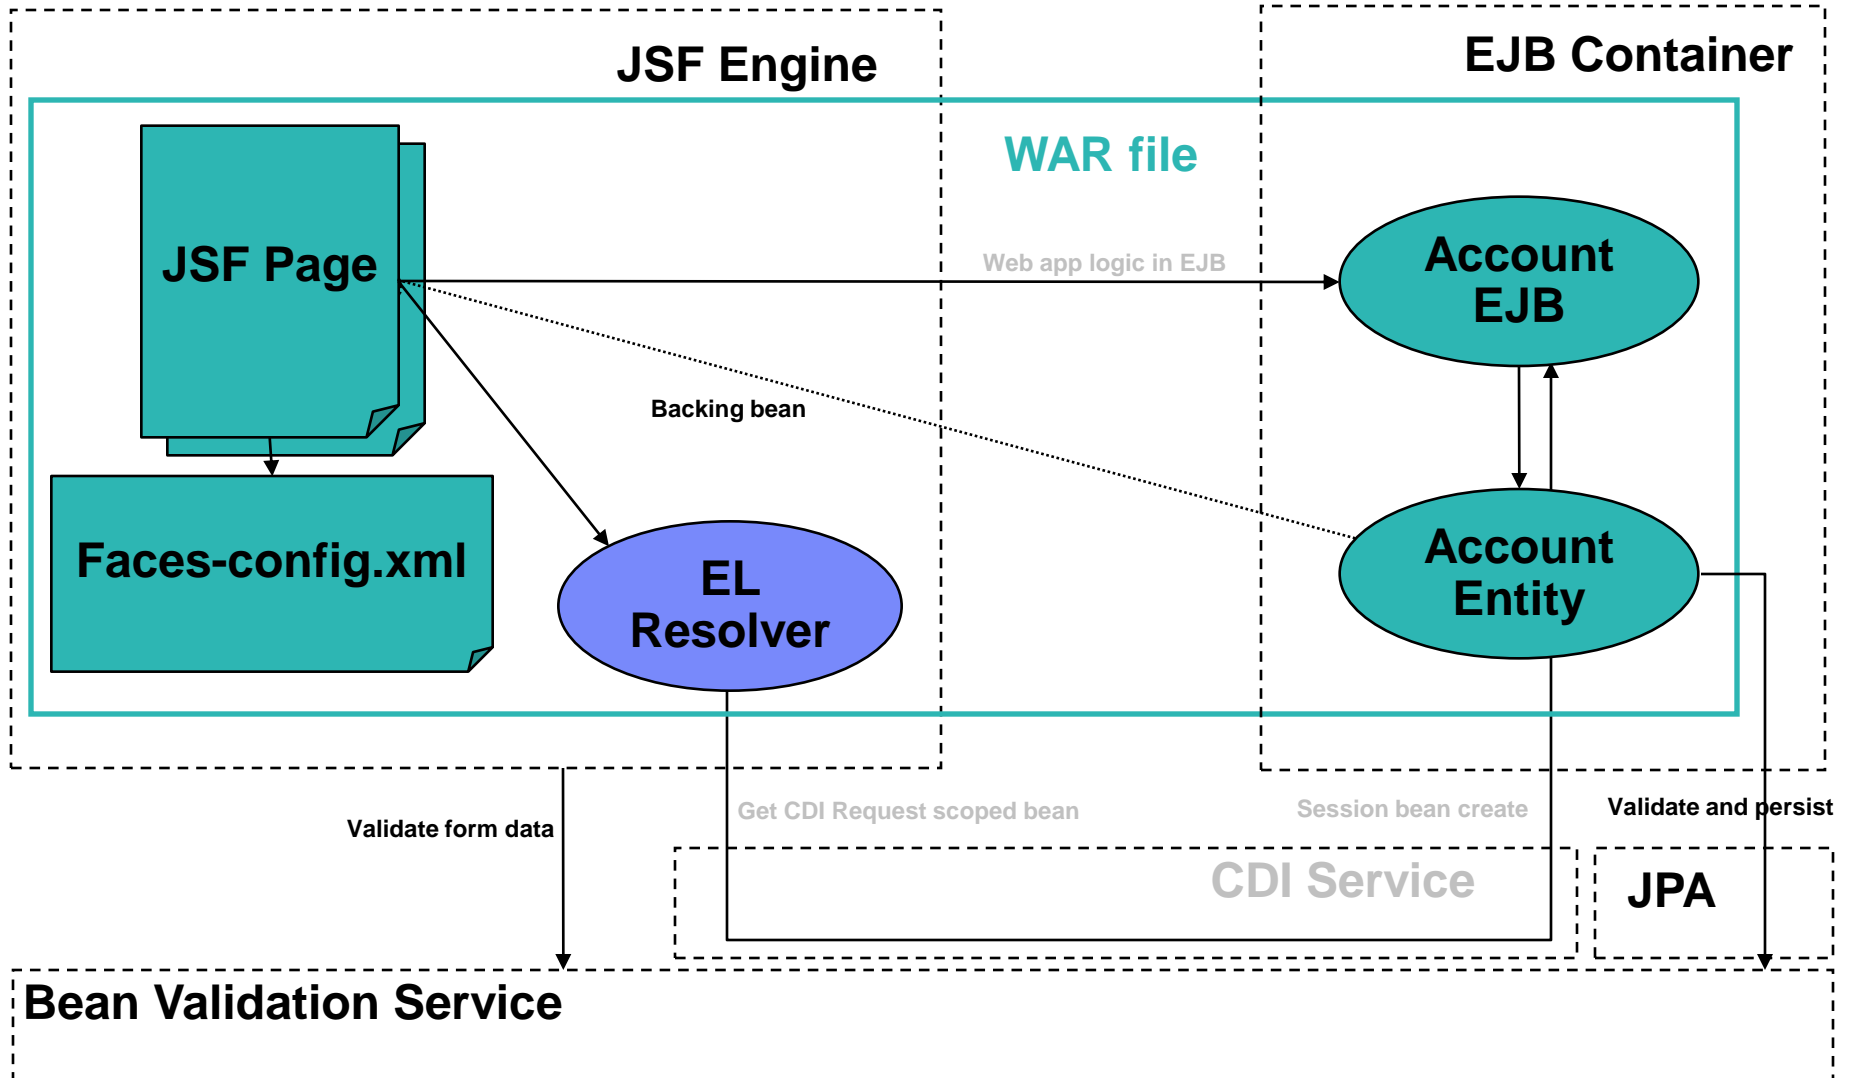 JSF Engine
EJB Container
WAR file
JSF Page
Web app logic in EJB
Account
EJB
Backing bean
Faces-config.xml
EL
Resolver
Account
Entity
Validate form data
Get CDI Request scoped bean
Session bean create
Validate and persist
CDI Service
JPA
Bean Validation Service